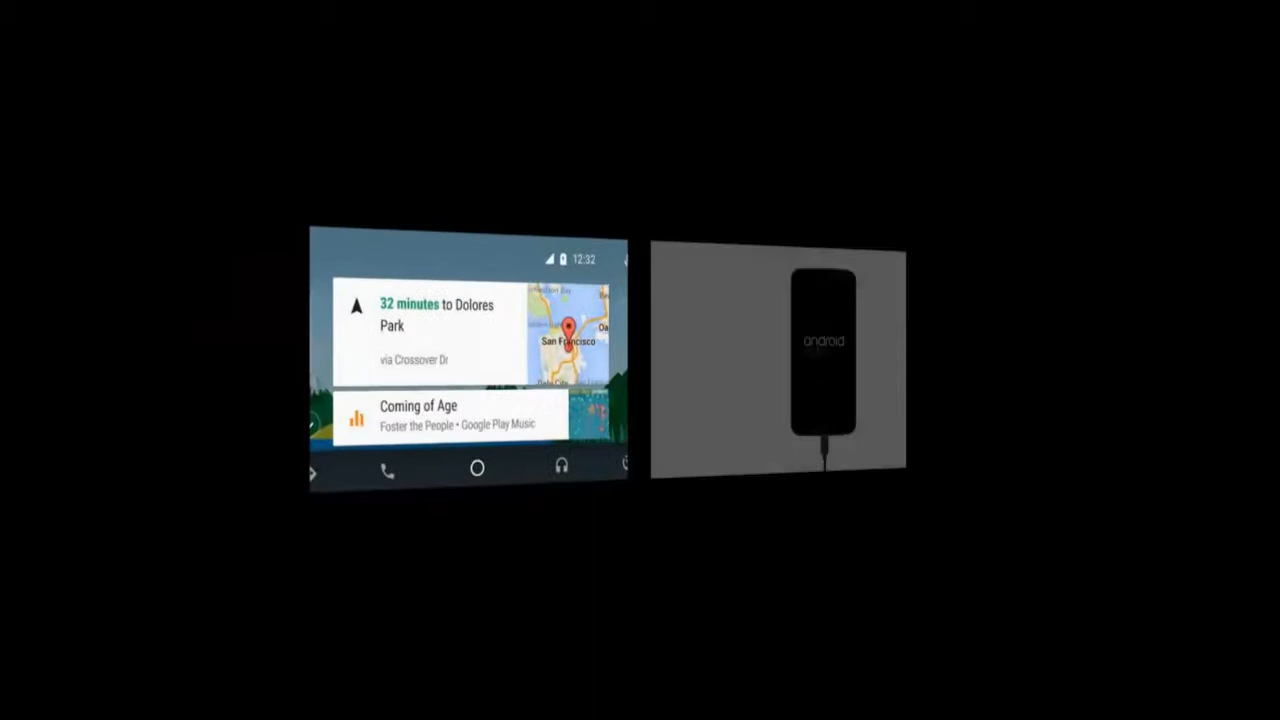 12:32
32 minutes to Dolores
Park
via Crossover Dr
San Francisco
Coming of Age
Foster the People • Google Play Music
android